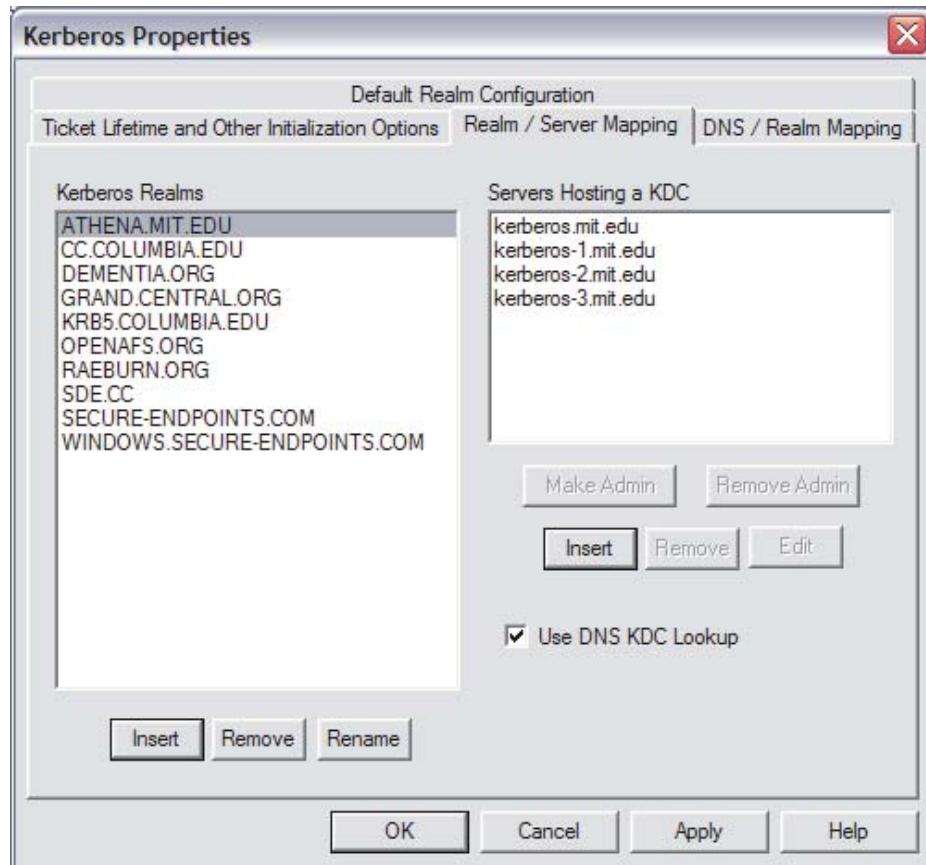 Kerberos Properties
Default Realm Configuration
Ticket Lifetime and Other Initialization Options
Realm / Server Mapping
DNS / Realm Mapping
Kerberos Realms
ATHENA.MIT.EDU
CC.COLUMBIA.EDU
DEMENTIA.ORG
GRAND.CENTRAL.ORG
KRB5.COLUMBIA.EDU
OPENAFS.ORG
RAEBURN.ORG
SDE.CC
SECURE-ENDPOINTS.COM
WINDOWS.SECURE-ENDPOINTS.COM
Insert
Remove
Rename
Servers Hosting a KDC
kerberos.mit.edu
kerberos-1.mit.edu
kerberos-2.mit.edu
kerberos-3.mit.edu
Make Admin
Remove Admin
Insert
Remove
Edit
Use DNS KDC Lookup
OK
Cancel
Apply
Help